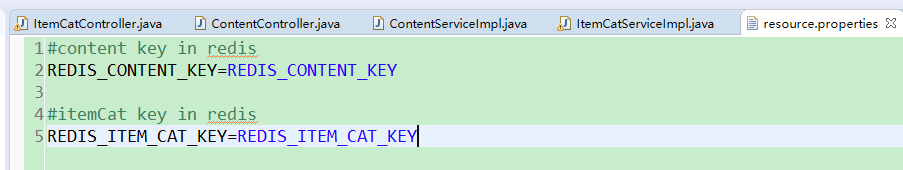 ItemCatController.java ContentController.java ContentServiceImpl.java ItemCatServiceImpl.java resource.properties
1 #content key in redis
2 REDIS_CONTENT_KEY=REDIS_CONTENT_KEY
3
4 #itemCat key in redis
5 REDIS_ITEM_CAT_KEY=REDIS_ITEM_CAT_KEY